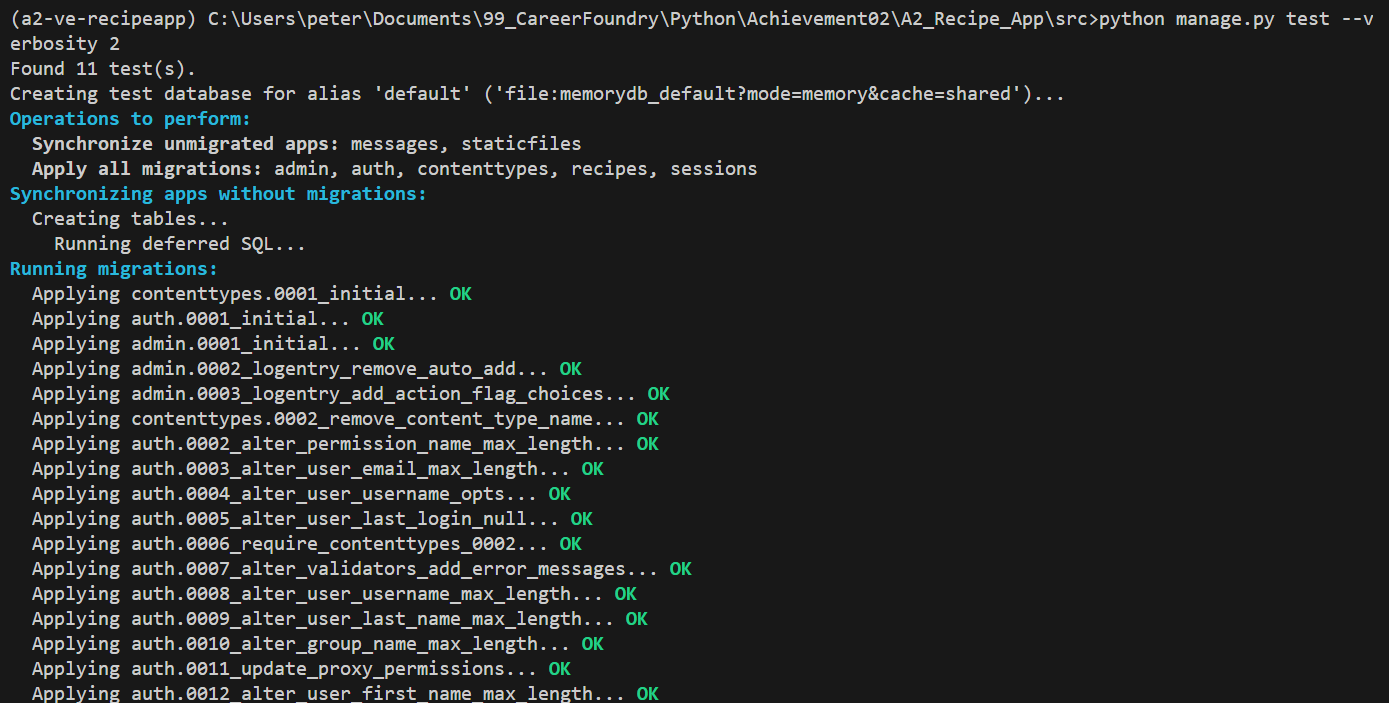 (a2-ve-recipeapp) C:\Users\peter\Documents\99_CareerFoundry\Python\Achievement02\A2_Recipe_App\src>python manage.py test --v
erbosity 2
Found 11 test(s).
Creating test database for alias 'default' ('file:memorydb_default?mode=memory&cache=shared')...
Operations to perform:
  Synchronize unmigrated apps: messages, staticfiles
  Apply all migrations: admin, auth, contenttypes, recipes, sessions
Synchronizing apps without migrations:
  Creating tables...
    Running deferred SQL...
Running migrations:
  Applying contenttypes.0001_initial... OK
  Applying auth.0001_initial... OK
  Applying admin.0001_initial... OK
  Applying admin.0002_logentry_remove_auto_add... OK
  Applying admin.0003_logentry_add_action_flag_choices... OK
  Applying contenttypes.0002_remove_content_type_name... OK
  Applying auth.0002_alter_permission_name_max_length... OK
  Applying auth.0003_alter_user_email_max_length... OK
  Applying auth.0004_alter_user_username_opts... OK
  Applying auth.0005_alter_user_last_login_null... OK
  Applying auth.0006_require_contenttypes_0002... OK
  Applying auth.0007_alter_validators_add_error_messages... OK
  Applying auth.0008_alter_user_username_max_length... OK
  Applying auth.0009_alter_user_last_name_max_length... OK
  Applying auth.0010_alter_group_name_max_length... OK
  Applying auth.0011_update_proxy_permissions... OK
  Applying auth.0012_alter_user_first_name_max_length... OK